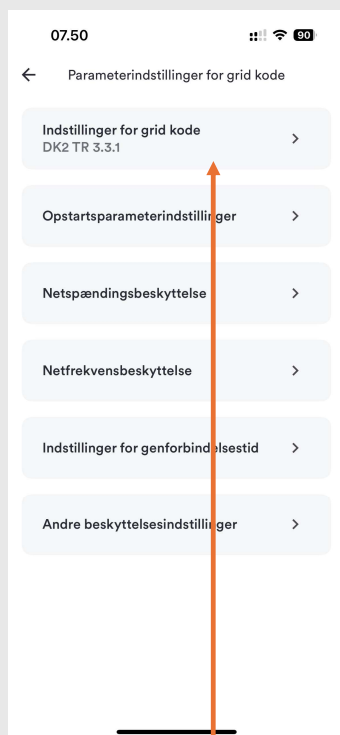 07.50
90
Parameterindstillinger for grid kode
Indstillinger for grid kode
DK2 TR 3.3.1
Opstartsparameterindstillinger
Netspændingsbeskyttelse
Netfrekvensbeskyttelse
Indstillinger for genforbindelsestid
Andre beskyttelsesindstillinger